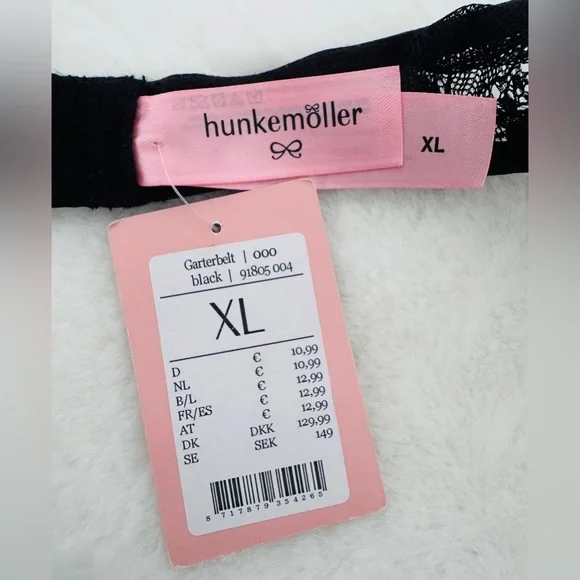 hunkemöller
XL
Garterbelt | 000
black | 91805 004
XL
D € 10,99
NL € 10,99
B/L € 12,99
FR/ES € 12,99
AT € 12,99
DK DKK 129,99
SE SEK 149
8 717879 354265